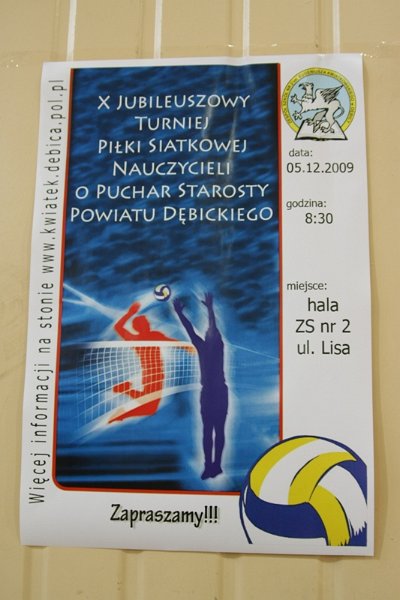 X Jubileuszowy
Turniej
Piłki Siatkowej
Nauczycieli
o Puchar Starosty
Powiatu Dębickiego
data:
05.12.2009
godzina:
8:30
miejsce:
hala
ZS nr 2
ul. Lisa
Więcej informacji na stonie www.kwiatek.debica.pol.pl
Zapraszamy!!!